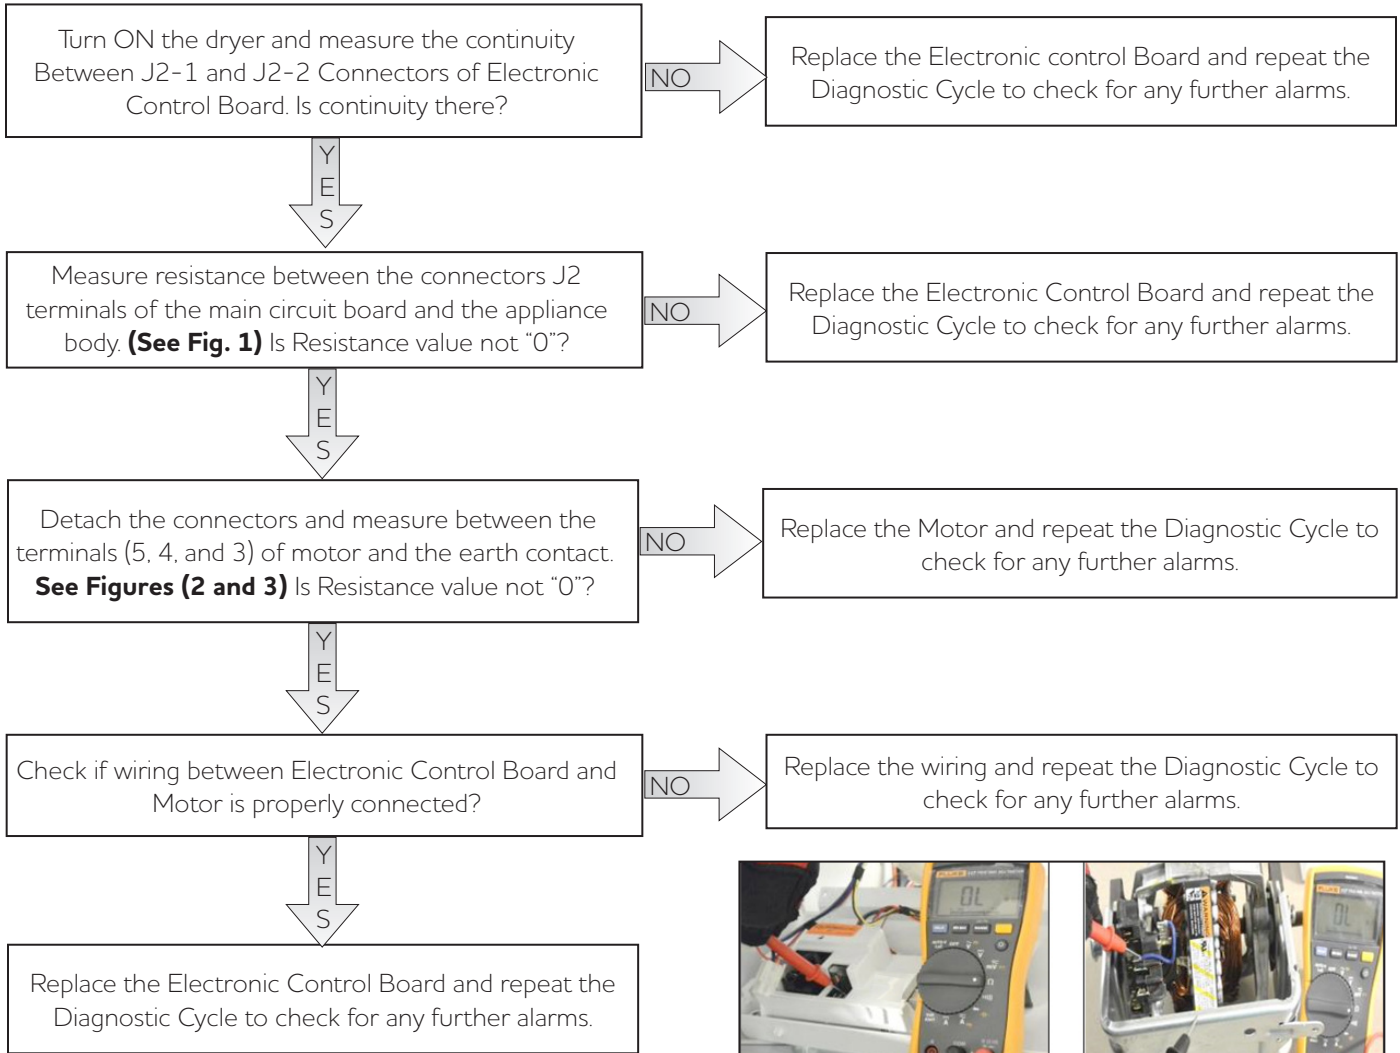 Turn ON the dryer and measure the continuity
Between J2-1 and J2-2 Connectors of Electronic
Control Board. Is continuity there?
NO
Replace the Electronic control Board and repeat the
Diagnostic Cycle to check for any further alarms.
YES
Measure resistance between the connectors J2
terminals of the main circuit board and the appliance
body. (See Fig. 1) Is Resistance value not “0”?
NO
Replace the Electronic Control Board and repeat the
Diagnostic Cycle to check for any further alarms.
YES
Detach the connectors and measure between the
terminals (5, 4, and 3) of motor and the earth contact.
See Figures (2 and 3) Is Resistance value not “0”?
NO
Replace the Motor and repeat the Diagnostic Cycle to
check for any further alarms.
YES
Check if wiring between Electronic Control Board and
Motor is properly connected?
NO
Replace the wiring and repeat the Diagnostic Cycle to
check for any further alarms.
YES
Replace the Electronic Control Board and repeat the
Diagnostic Cycle to check for any further alarms.
FLUKE
OL
WARNING
FLUKE
OL